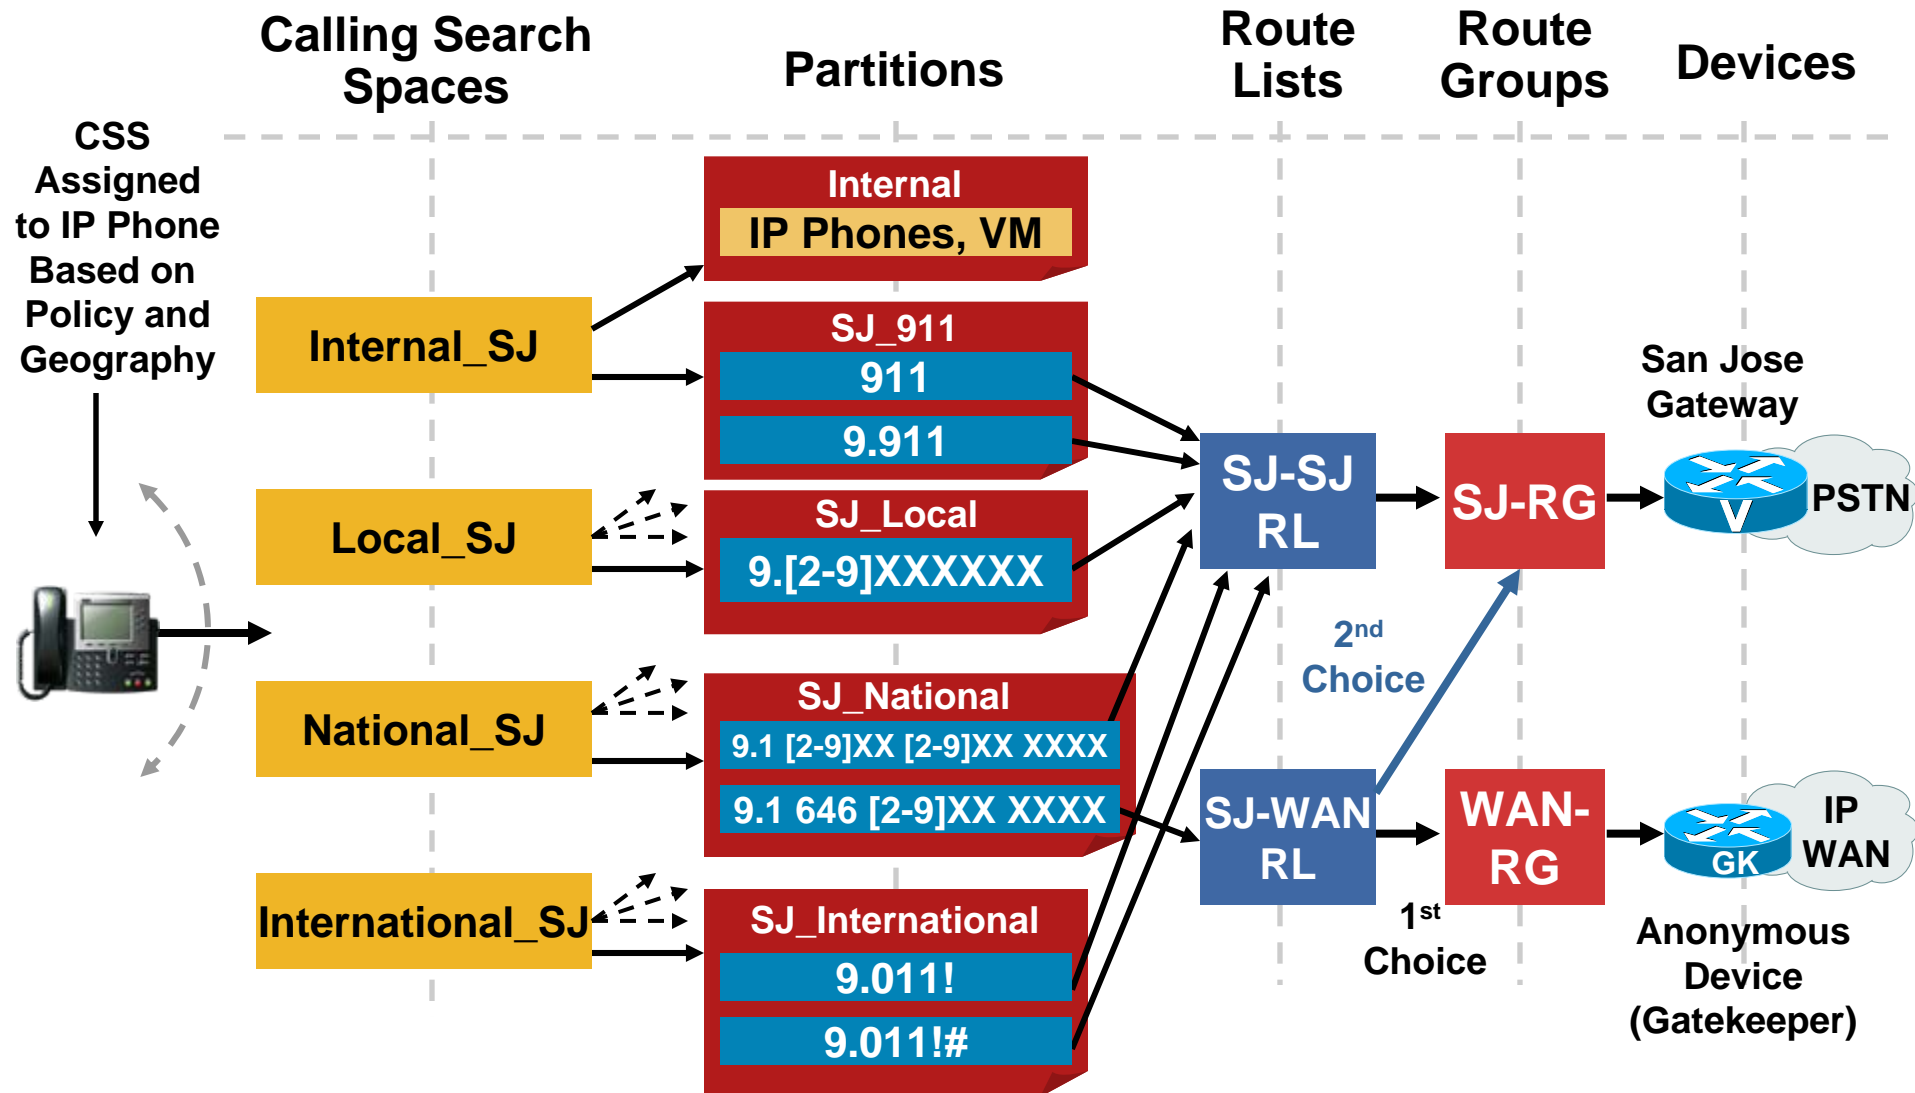 Calling Search
Spaces
Partitions
Route
Lists
Route
Groups
Devices
CSS
Assigned
to IP Phone
Based on
Policy and
Geography
Internal_SJ
Local_SJ
National_SJ
International_SJ
Internal
IP Phones, VM
SJ_911
911
9.911
SJ_Local
9.[2-9]XXXXXX
SJ_National
9.1 [2-9]XX [2-9]XX XXXX
9.1 646 [2-9]XX XXXX
SJ_International
9.011!
9.011!#
SJ-SJ
RL
SJ-WAN
RL
2nd
Choice
1st
Choice
SJ-RG
WAN-
RG
San Jose
Gateway
V
PSTN
GK
IP
WAN
Anonymous
Device
(Gatekeeper)